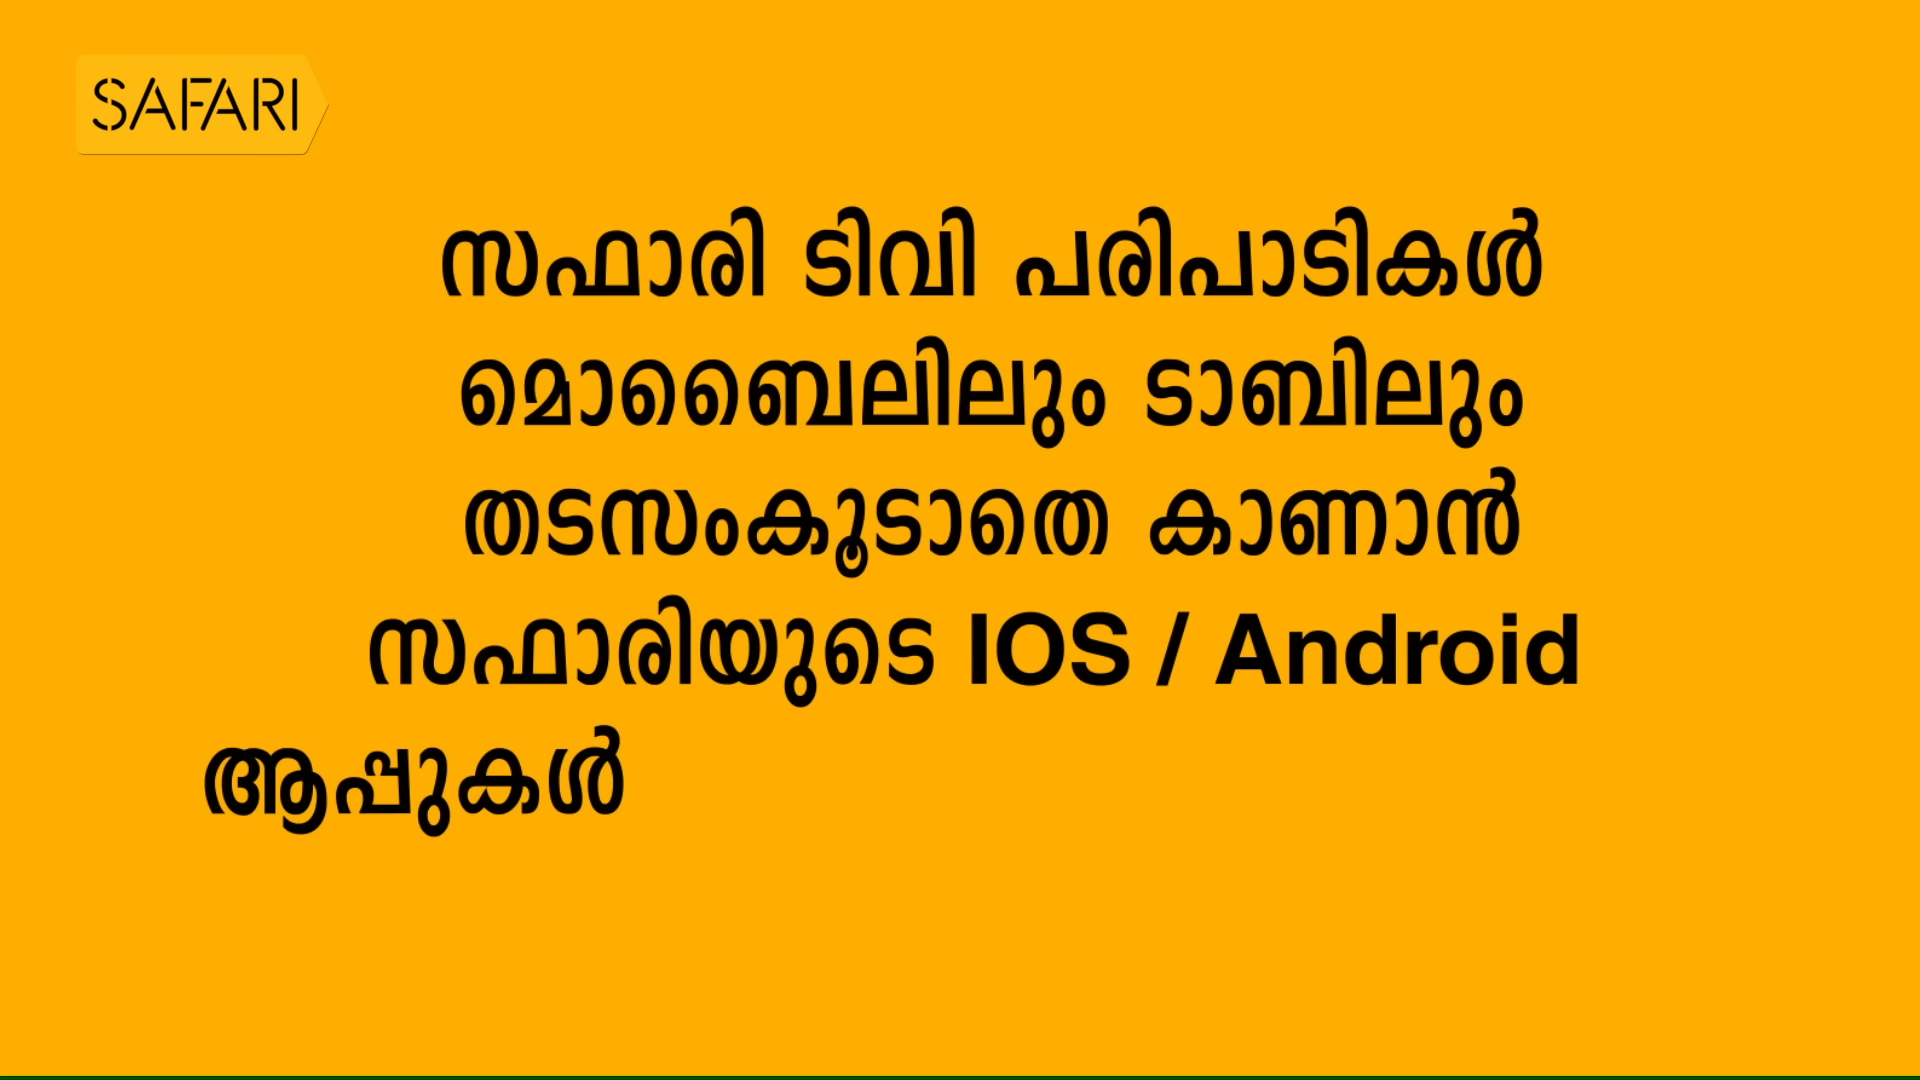 SAFARI
സഫാരി ടിവി പരിപാടികൾ
മൊബൈലിലും ടാബിലും
തടസംകൂടാതെ കാണാൻ
സഫാരിയുടെ IOS / Android
ആപ്പുകൾ